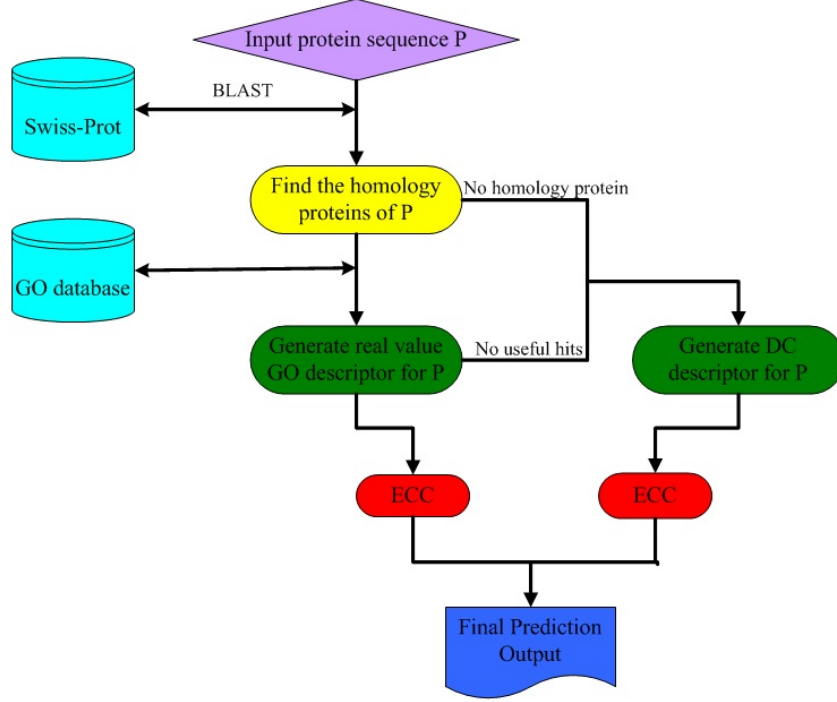 Input protein sequence P
BLAST
Swiss-Prot
Find the homology
proteins of P
No homology protein
GO database
Generate real value
GO descriptor for P
No useful hits
Generate DC
descriptor for P
ECC
ECC
Final Prediction
Output